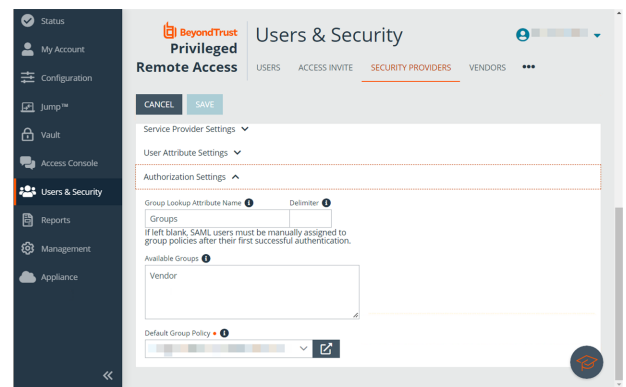 Status
My Account
Configuration
Jump™
Vault
Access Console
Users & Security
Reports
Management
Appliance
BeyondTrust
Privileged
Remote Access
Users & Security
USERS ACCESS INVITE SECURITY PROVIDERS VENDORS •••
CANCEL SAVE
Service Provider Settings
User Attribute Settings
Authorization Settings
Group Lookup Attribute Name Delimiter
Groups
If left blank, SAML users must be manually assigned to
group policies after their first successful authentication.
Available Groups
Vendor
Default Group Policy •